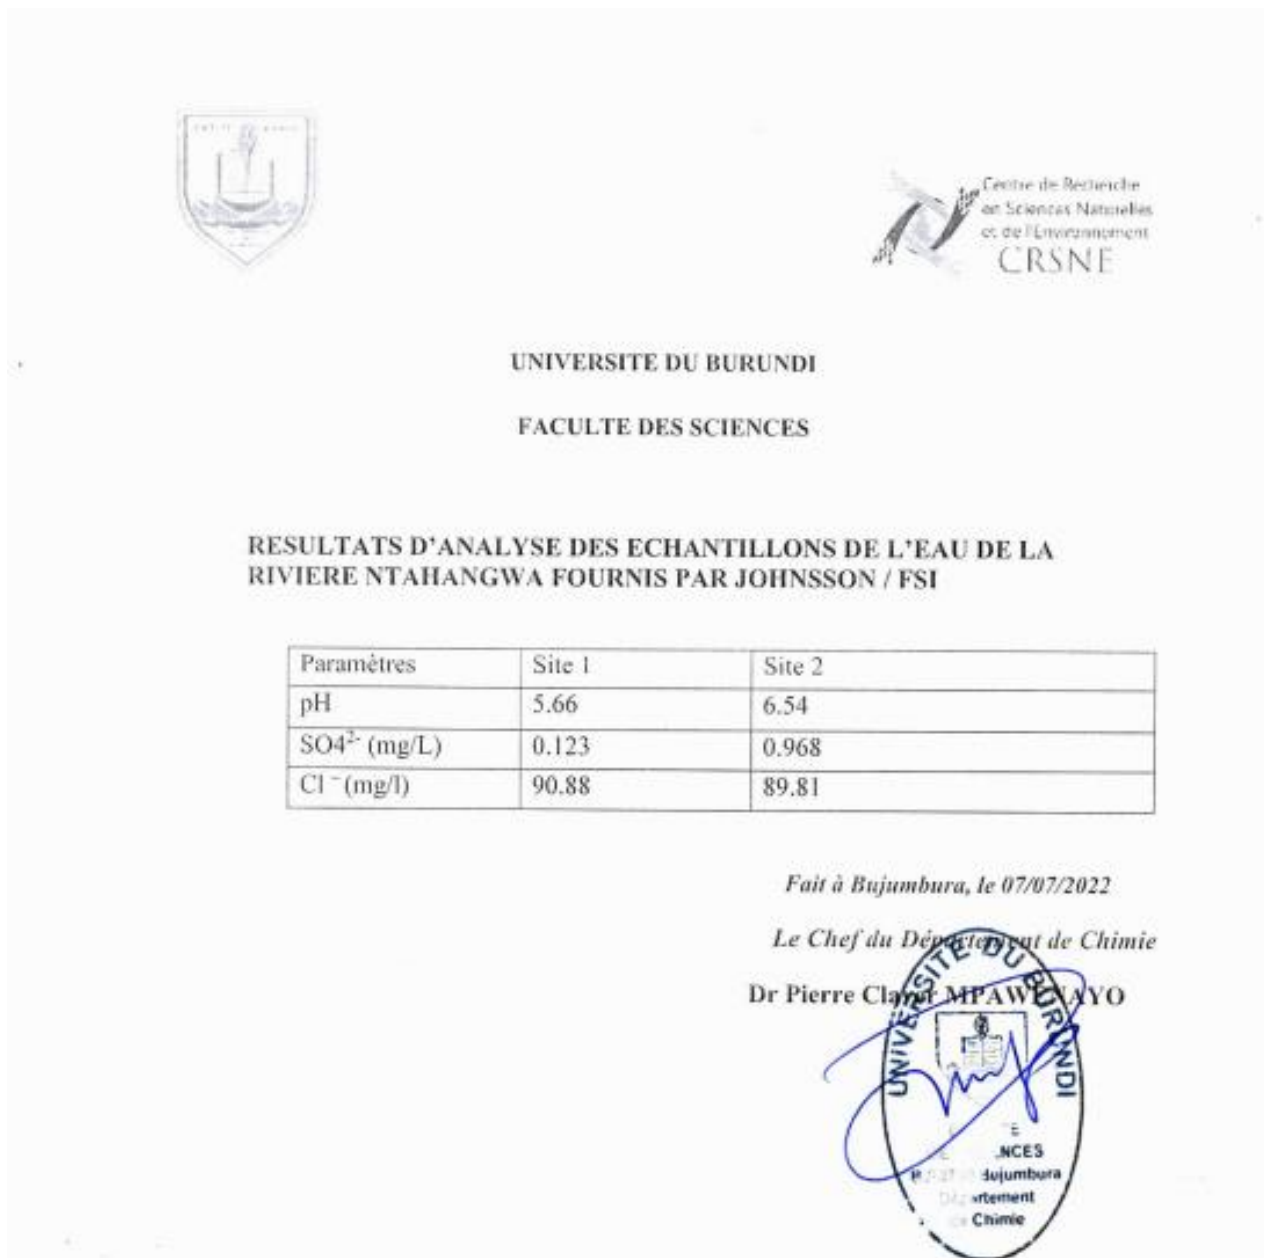 Centre de Recherche
en Sciences Naturelles
et de l'Environnement
CRSNE
UNIVERSITE DU BURUNDI
FACULTE DES SCIENCES
RESULTATS D'ANALYSE DES ECHANTILLONS DE L'EAU DE LA
RIVIERE NTAHANGWA FOURNIS PAR JOHNSSON / FSI
Paramètres Site 1 Site 2
pH 5.66 6.54
SO4²⁻ (mg/L) 0.123 0.968
Cl ⁻ (mg/l) 90.88 89.81
Fait à Bujumbura, le 07/07/2022
Le Chef du Département de Chimie
Dr Pierre Claver MPAWENAYO
UNIVERSITE DU BURUNDI
NCES
Bujumbura
rtement
Chimie